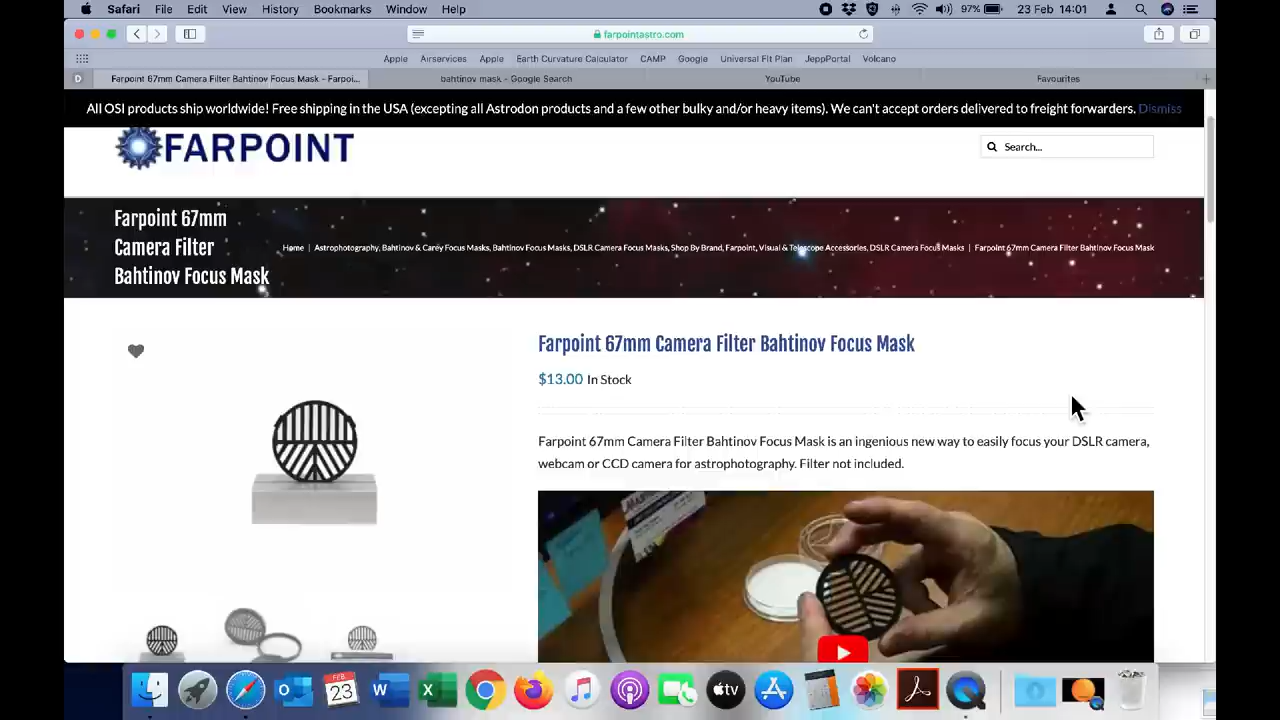 Safari File Edit View History Bookmarks Window Help 97% 23 Feb 14:01
farpointastro.com
Apple Airservices Apple Earth Curvature Calculator CAMP Google Universal Flt Plan JeppPortal Volcano
D Farpoint 67mm Camera Filter Bahtinov Focus Mask – Farpoi... bahtinov mask - Google Search YouTube Favourites
All OSI products ship worldwide! Free shipping in the USA (excepting all Astrodon products and a few other bulky and/or heavy items). We can't accept orders delivered to freight forwarders. Dismiss
FARPOINT
Search...
Farpoint 67mm
Camera Filter
Bahtinov Focus Mask
Home | Astrophotography, Bahtinov & Carey Focus Masks, Bahtinov Focus Masks, DSLR Camera Focus Masks, Shop By Brand, Farpoint, Visual & Telescope Accessories, DSLR Camera Focus Masks | Farpoint 67mm Camera Filter Bahtinov Focus Mask
Farpoint 67mm Camera Filter Bahtinov Focus Mask
$13.00 In Stock
Farpoint 67mm Camera Filter Bahtinov Focus Mask is an ingenious new way to easily focus your DSLR camera,
webcam or CCD camera for astrophotography. Filter not included.
FEB
23
W
X
tv